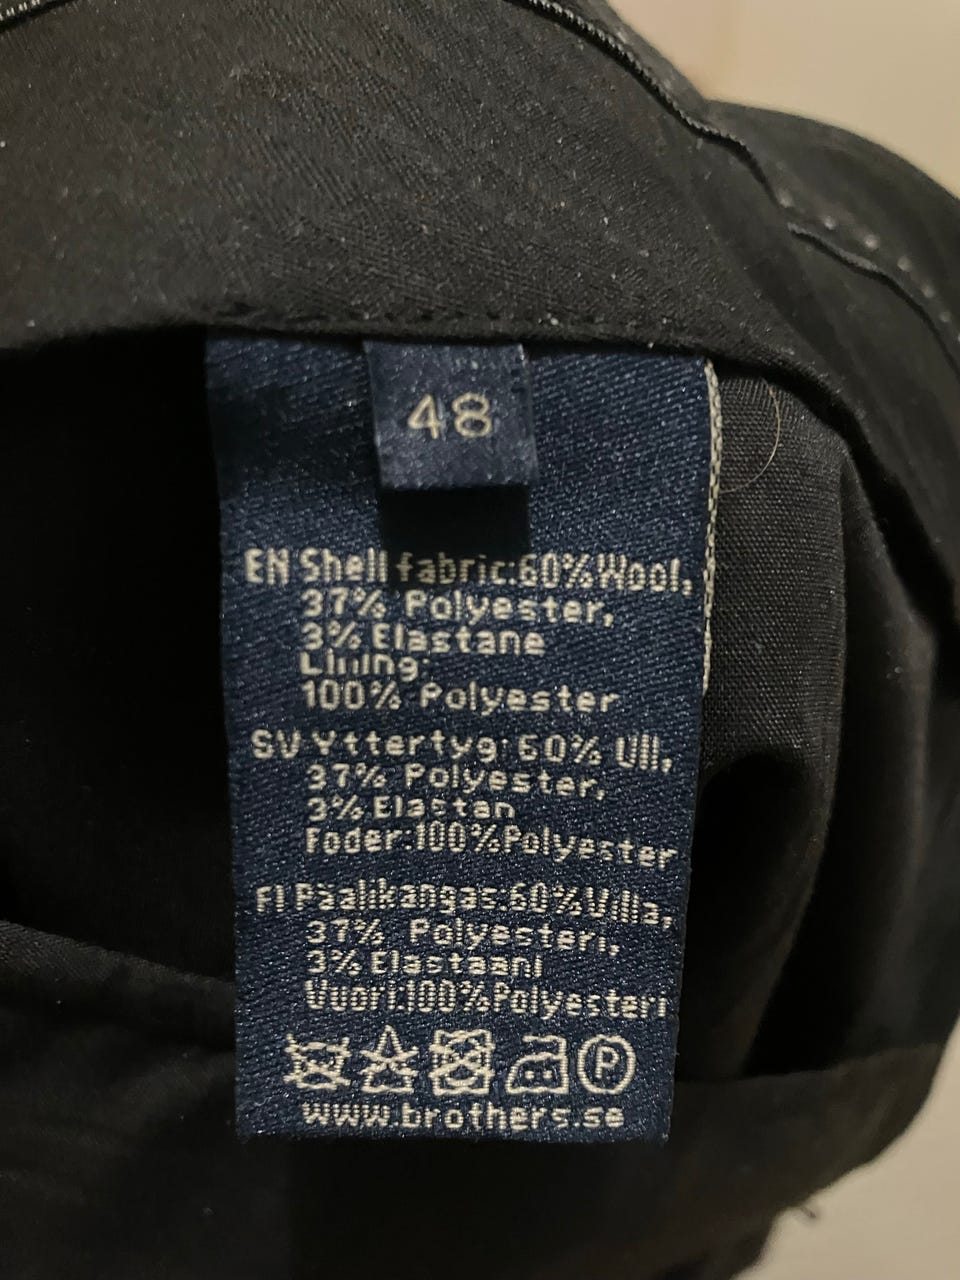 48
EN Shell fabric:60%Wool,
37% Polyester,
3% Elastane
Lining:
100% Polyester
SV Yttertyg:60% Ull,
37% Polyester,
3% Elastan
Foder:100%Polyester
FI Päälikangas:60%Villa,
37% Polyesteri,
3% Elastaani
Vuori:100%Polyesteri
P
www.brothers.se